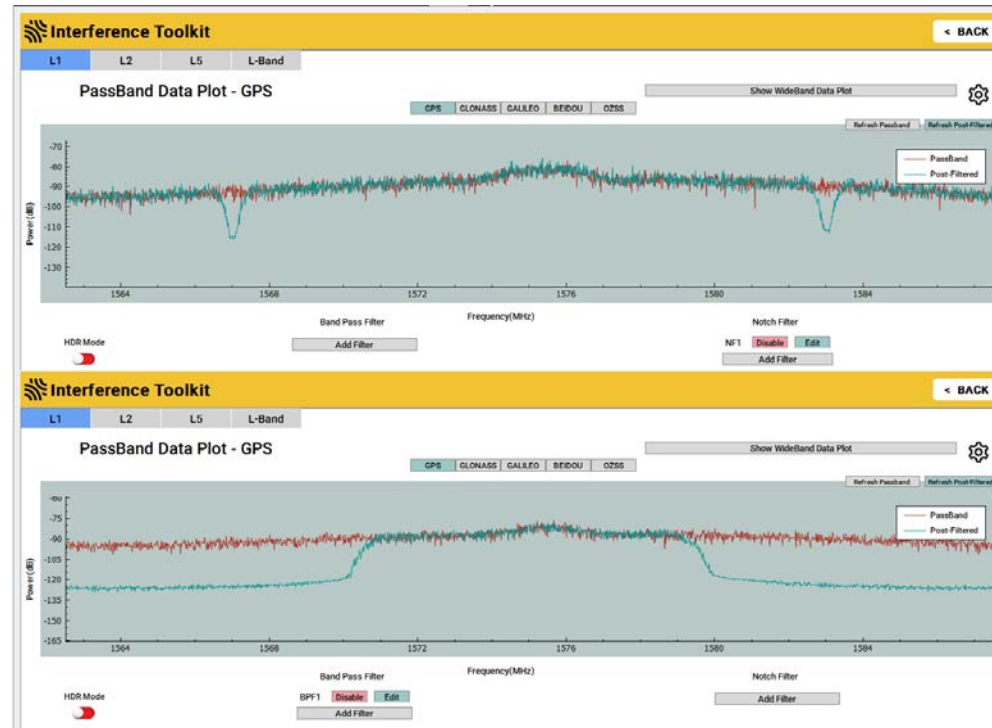 Interference Toolkit
< BACK
L1 L2 L5 L-Band
PassBand Data Plot - GPS
Show WideBand Data Plot
GPS GLONASS GALILEO BEIDOU QZSS
Refresh Passband Refresh Post-Filtered
PassBand
Post-Filtered
Power(dB)
-70
-80
-90
-100
-110
-120
-130
1564 1568 1572 1576 1580 1584
Frequency(MHz)
Band Pass Filter
Notch Filter
HDR Mode
Add Filter
NF1 Disable Edit
Add Filter
Interference Toolkit
< BACK
L1 L2 L5 L-Band
PassBand Data Plot - GPS
Show WideBand Data Plot
GPS GLONASS GALILEO BEIDOU QZSS
Refresh Passband Refresh Post-Filtered
PassBand
Post-Filtered
Power(dB)
-60
-75
-90
-105
-120
-135
-150
-165
1564 1568 1572 1576 1580 1584
Frequency(MHz)
Band Pass Filter
Notch Filter
HDR Mode
BPF1 Disable Edit
Add Filter
Add Filter